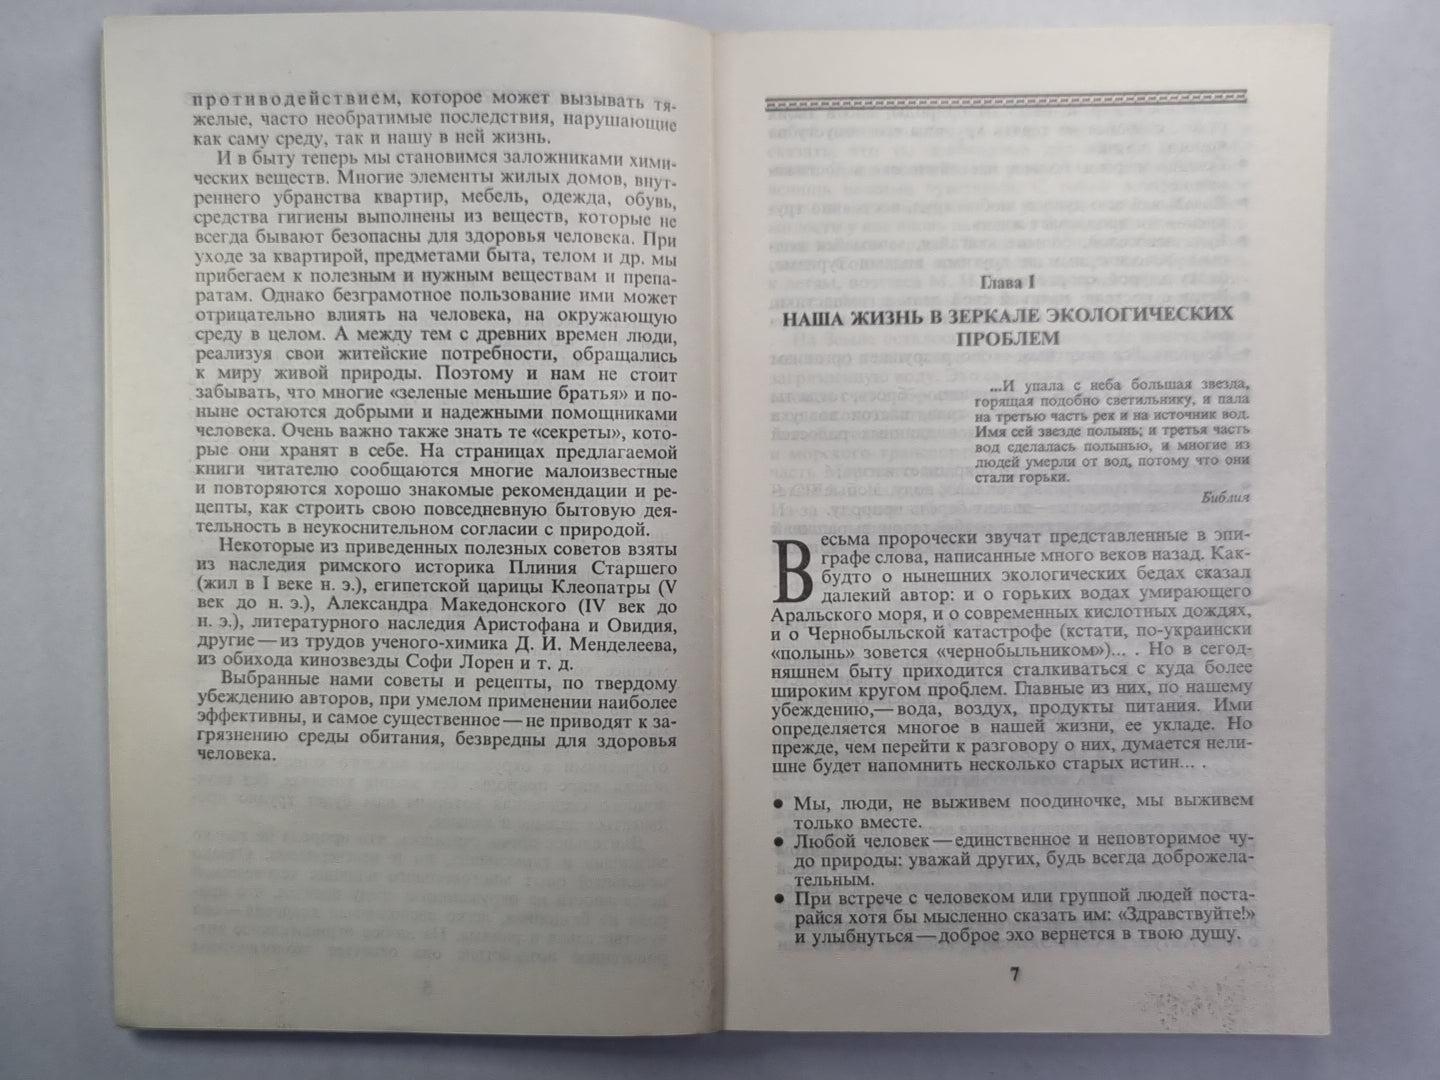 противодействием, которое может вызывать тя-
желые, часто необратимые последствия, нарушающие
как саму среду, так и нашу в ней жизнь.
И в быту теперь мы становимся заложниками хими-
ческих веществ. Многие элементы жилых домов, внут-
реннего убранства квартир, мебель, одежда, обувь,
средства гигиены выполнены из веществ, которые не
всегда бывают безопасны для здоровья человека. При
уходе за квартирой, предметами быта, телом и др. мы
прибегаем к полезным и нужным веществам и препа-
ратам. Однако безграмотное пользование ими может
отрицательно влиять на человека, на окружающую
среду в целом. А между тем с древних времен люди,
реализуя свои житейские потребности, обращались
к миру живой природы. Поэтому и нам не стоит
забывать, что многие «зеленые меньшие братья» и по-
ныне остаются добрыми и надежными помощниками
человека. Очень важно также знать те «секреты», кото-
рые они хранят в себе. На страницах предлагаемой
книги читателю сообщаются многие малоизвестные
и повторяются хорошо знакомые рекомендации и ре-
цепты, как строить свою повседневную бытовую дея-
тельность в неукоснительном согласии с природой.
Некоторые из приведенных полезных советов взяты
из наследия римского историка Плиния Старшего
(жил в I веке н. э.), египетской царицы Клеопатры (V
век до н. э.), Александра Македонского (IV век до
н. э.), литературного наследия Аристофана и Овидия,
другие — из трудов ученого-химика Д. И. Менделеева,
из обихода кинозвезды Софи Лорен и т. д.
Выбранные нами советы и рецепты, по твердому
убеждению авторов, при умелом применении наиболее
эффективны, и самое существенное — не приводят к за-
грязнению среды обитания, безвредны для здоровья
человека.
Глава I
НАША ЖИЗНЬ В ЗЕРКАЛЕ ЭКОЛОГИЧЕСКИХ
ПРОБЛЕМ
...И упала с неба большая звезда,
горящая подобно светильнику, и пала
на третью часть рек и на источник вод.
Имя сей звезде полынь; и третья часть
вод сделалась полынью, и многие из
людей умерли от вод, потому что они
стали горьки.
Библия
Весьма пророчески звучат представленные в эпи-
графе слова, написанные много веков назад. Как-
будто о нынешних экологических бедах сказал
далекий автор: и о горьких водах умирающего
Аральского моря, и о современных кислотных дождях,
и о Чернобыльской катастрофе (кстати, по-украински
«полынь» зовется «чернобыльником»)... . Но в сегод-
няшнем быту приходится сталкиваться с куда более
широким кругом проблем. Главные из них, по нашему
убеждению,— вода, воздух, продукты питания. Ими
определяется многое в нашей жизни, ее укладе. Но
прежде, чем перейти к разговору о них, думается нели-
шне будет напомнить несколько старых истин... .
● Мы, люди, не выживем поодиночке, мы выживем
только вместе.
● Любой человек — единственное и неповторимое чу-
до природы: уважай других, будь всегда доброжела-
тельным.
● При встрече с человеком или группой людей поста-
райся хотя бы мысленно сказать им: «Здравствуйте!»
и улыбнуться — доброе эхо вернется в твою душу.
7